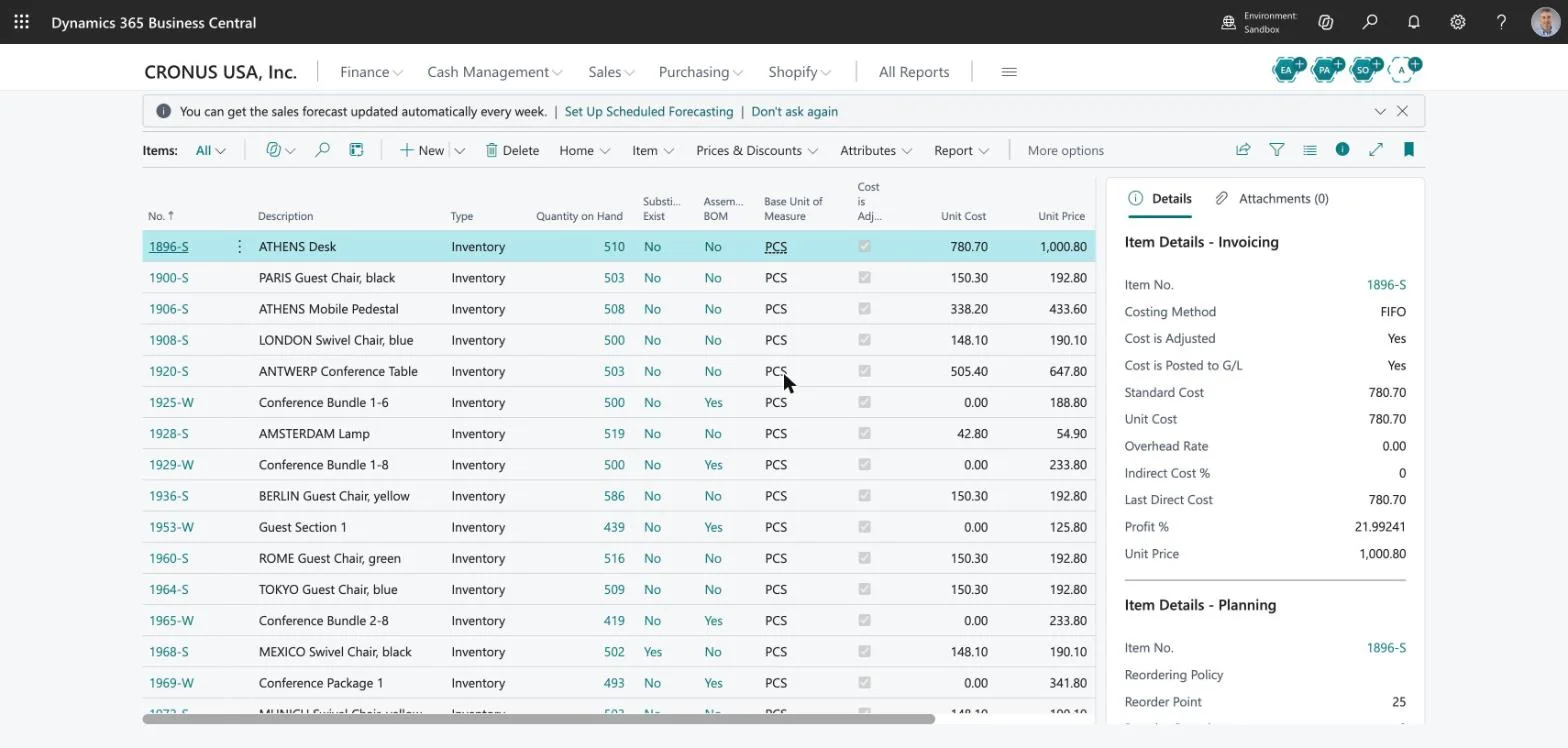 Dynamics 365 Business Central
Environment:
Sandbox
?
CRONUS USA, Inc. Finance Cash Management Sales Purchasing Shopify All Reports
EA PA SO A
You can get the sales forecast updated automatically every week. | Set Up Scheduled Forecasting | Don't ask again
Items: All + New Delete Home Item Prices & Discounts Attributes Report More options
No. ↑ Description Type Quantity on Hand Substi... Exist Assem... BOM Base Unit of Measure Cost is Adj... Unit Cost Unit Price
1896-S ATHENS Desk Inventory 510 No No PCS 780.70 1,000.80
1900-S PARIS Guest Chair, black Inventory 503 No No PCS 150.30 192.80
1906-S ATHENS Mobile Pedestal Inventory 508 No No PCS 338.20 433.60
1908-S LONDON Swivel Chair, blue Inventory 500 No No PCS 148.10 190.10
1920-S ANTWERP Conference Table Inventory 503 No No PCS 505.40 647.80
1925-W Conference Bundle 1-6 Inventory 500 No Yes PCS 0.00 188.80
1928-S AMSTERDAM Lamp Inventory 519 No No PCS 42.80 54.90
1929-W Conference Bundle 1-8 Inventory 500 No Yes PCS 0.00 233.80
1936-S BERLIN Guest Chair, yellow Inventory 586 No No PCS 150.30 192.80
1953-W Guest Section 1 Inventory 439 No Yes PCS 0.00 125.80
1960-S ROME Guest Chair, green Inventory 516 No No PCS 150.30 192.80
1964-S TOKYO Guest Chair, blue Inventory 509 No No PCS 150.30 192.80
1965-W Conference Bundle 2-8 Inventory 419 No Yes PCS 0.00 233.80
1968-S MEXICO Swivel Chair, black Inventory 502 Yes No PCS 148.10 190.10
1969-W Conference Package 1 Inventory 493 No Yes PCS 0.00 341.80
Details Attachments (0)
Item Details - Invoicing
Item No. 1896-S
Costing Method FIFO
Cost is Adjusted Yes
Cost is Posted to G/L Yes
Standard Cost 780.70
Unit Cost 780.70
Overhead Rate 0.00
Indirect Cost % 0
Last Direct Cost 780.70
Profit % 21.99241
Unit Price 1,000.80
Item Details - Planning
Item No. 1896-S
Reordering Policy
Reorder Point 25